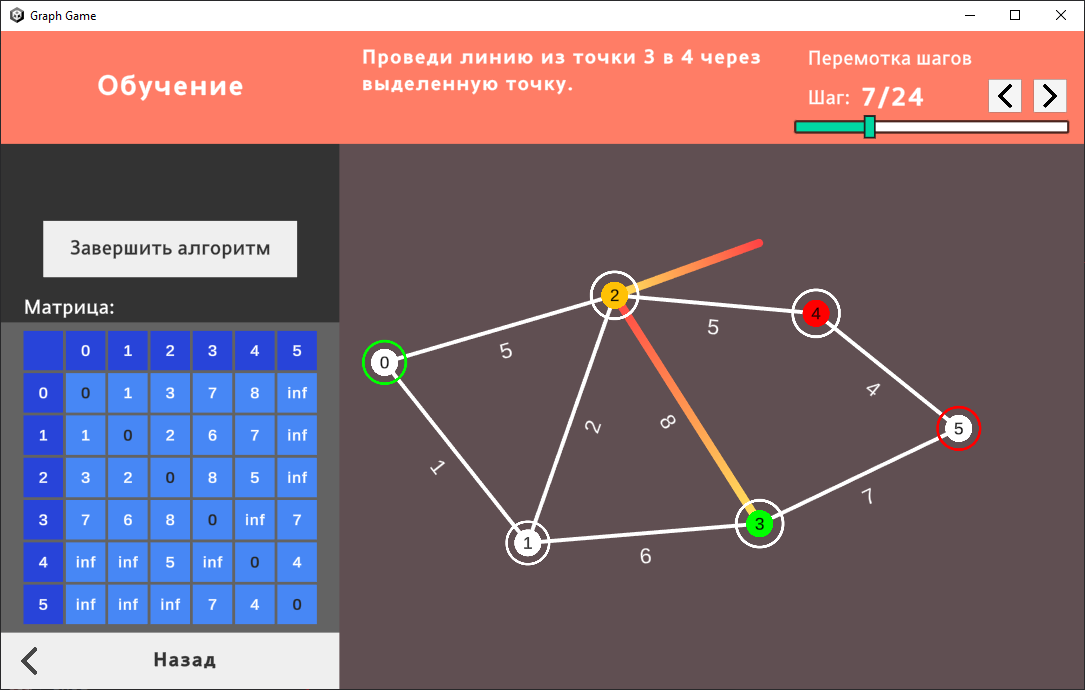 Graph Game
Обучение
Проведи линию из точки 3 в 4 через
выделенную точку.
Перемотка шагов
Шаг: 7/24
Завершить алгоритм
Матрица:
0 1 2 3 4 5
0 0 1 3 7 8 inf
1 1 0 2 6 7 inf
2 3 2 0 8 5 inf
3 7 6 8 0 inf 7
4 inf inf 5 inf 0 4
5 inf inf inf 7 4 0
Назад
2
4
5
5
0
4
2
8
5
1
7
3
1
6